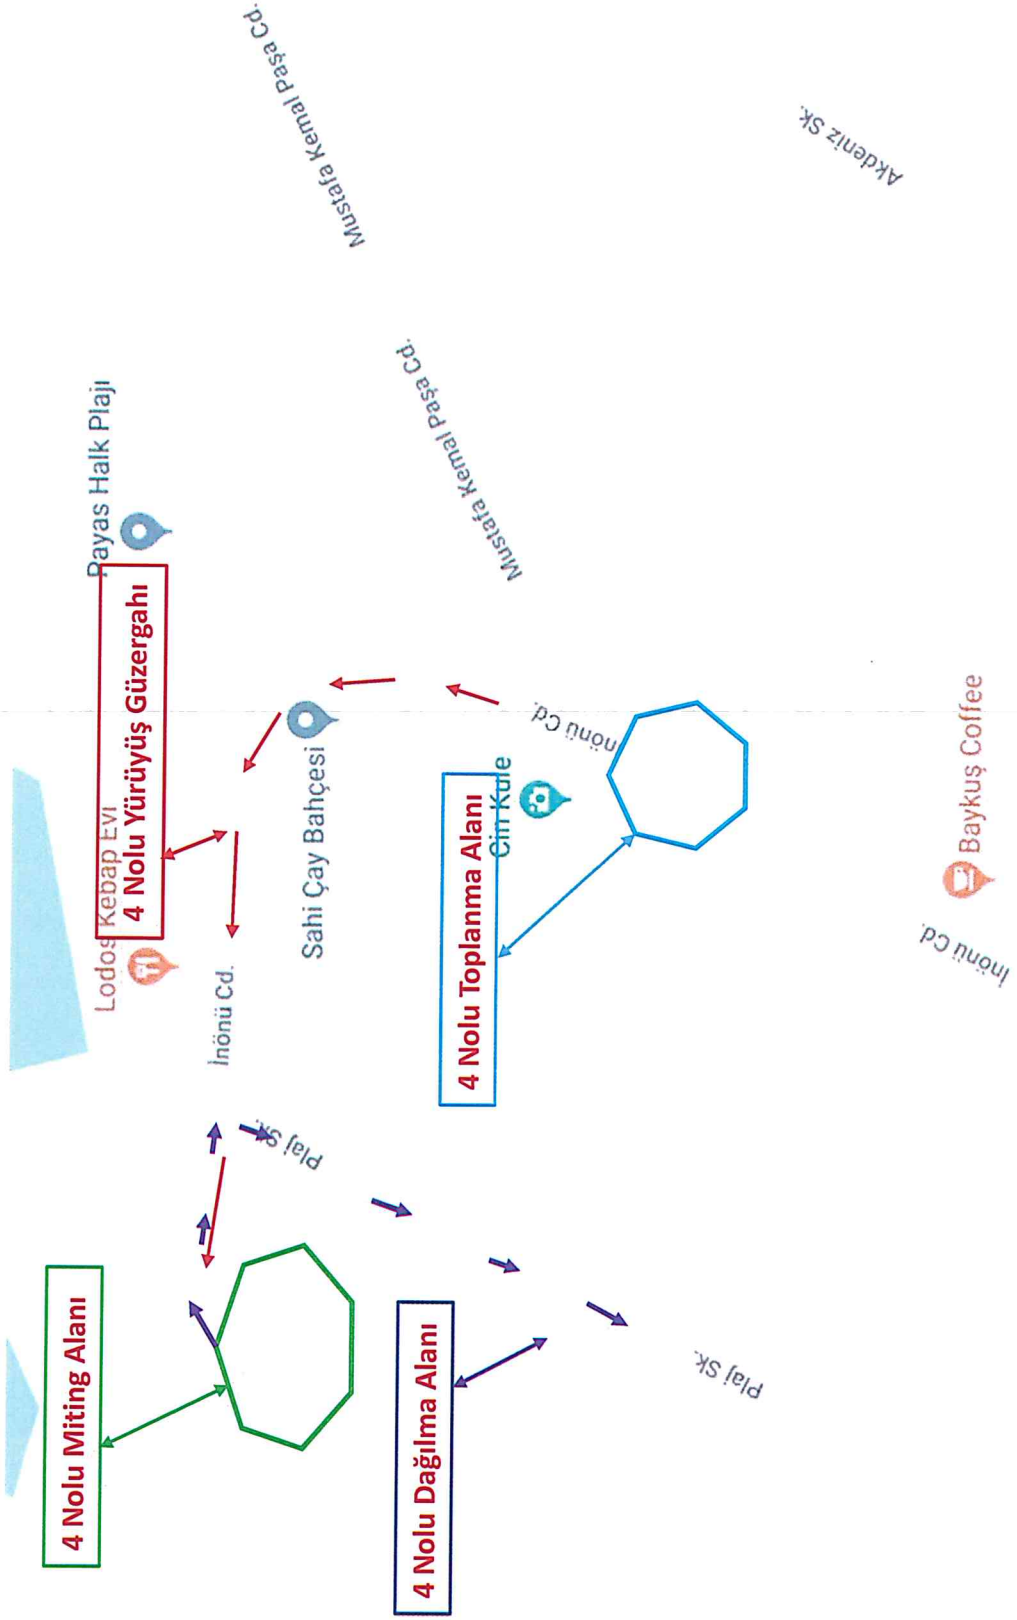 4 Nolu Miting Alanı
4 Nolu Dağılma Alanı
Plaj Sk.
Plaj Sk.
İnönü Cd.
Lodos Kebap Evi
4 Nolu Yürüyüş Güzergahı
Payas Halk Plajı
Sahi Çay Bahçesi
4 Nolu Toplanma Alanı
Cin Kule
İnönü Cd.
Mustafa Kemal Paşa Cd.
Mustafa Kemal Paşa Cd.
Akdeniz Sk.
İnönü Cd.
Baykuş Coffee